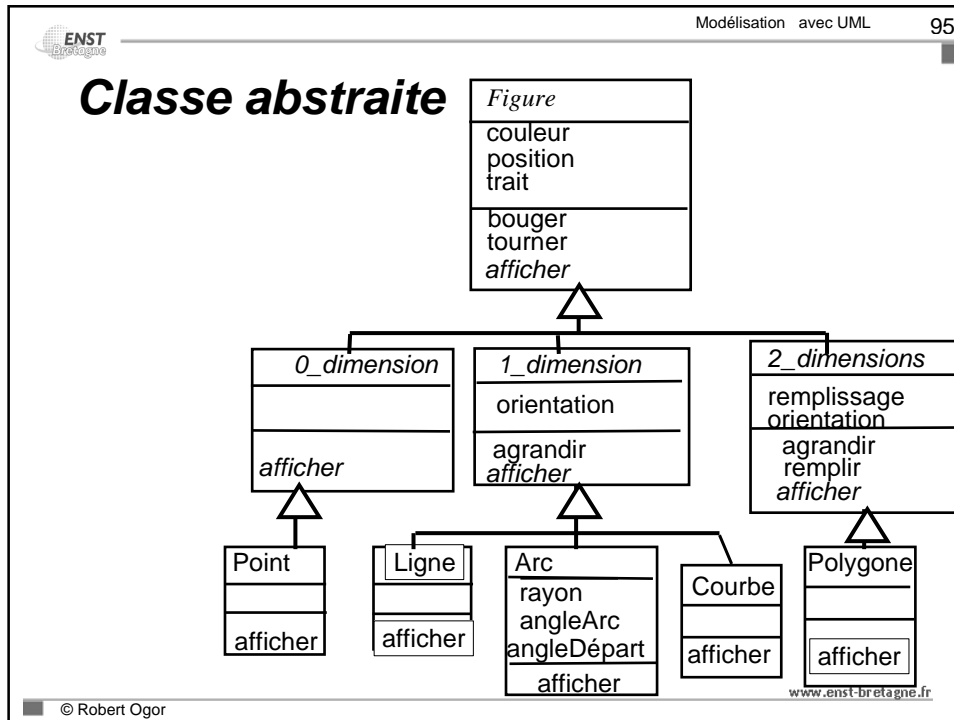 ENST
Bretagne
Modélisation avec UML
95
Classe abstraite
Figure
couleur
position
trait
bouger
tourner
afficher
0_dimension
afficher
1_dimension
orientation
agrandir
afficher
2_dimensions
remplissage
orientation
agrandir
remplir
afficher
Point
afficher
Ligne
afficher
Arc
rayon
angleArc
angleDépart
afficher
Courbe
afficher
Polygone
afficher
www.enst-bretagne.fr
© Robert Ogor